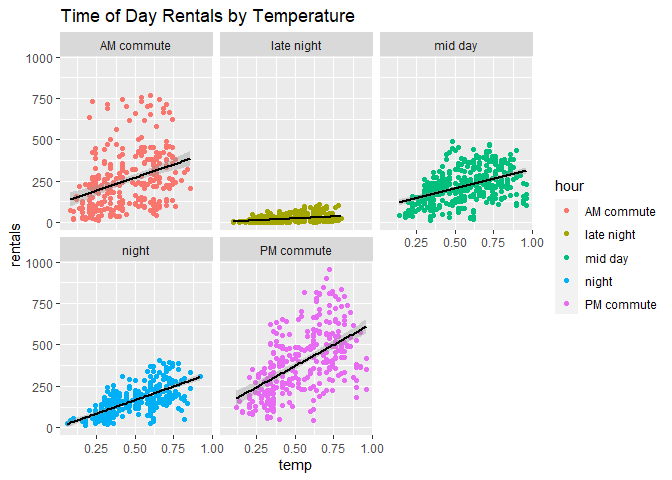 Time of Day Rentals by Temperature
AM commute
late night
mid day
1000
750
500
250
0
0.25 0.50 0.75 1.00
night
PM commute
1000
750
500
250
0
0.25 0.50 0.75 1.00
0.25 0.50 0.75 1.00
temp
rentals
hour
AM commute
late night
mid day
night
PM commute